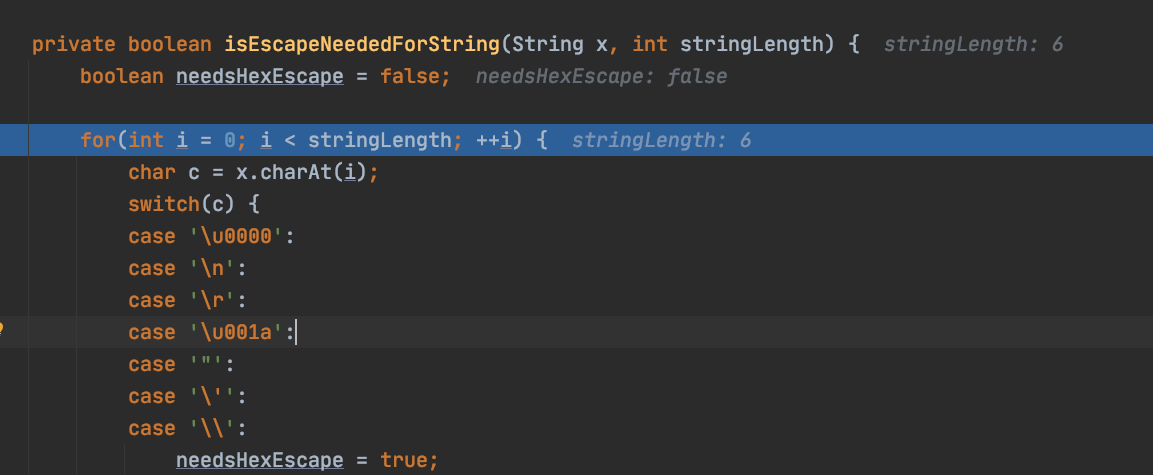 private boolean isEscapeNeededForString(String x, int stringLength) {  stringLength: 6
boolean needsHexEscape = false;  needsHexEscape: false
for(int i = 0; i < stringLength; ++i) {  stringLength: 6
char c = x.charAt(i);
switch(c) {
case '\u0000':
case '\n':
case '\r':
case '\u001a':
case '"':
case '\'':
case '\\':
needsHexEscape = true;